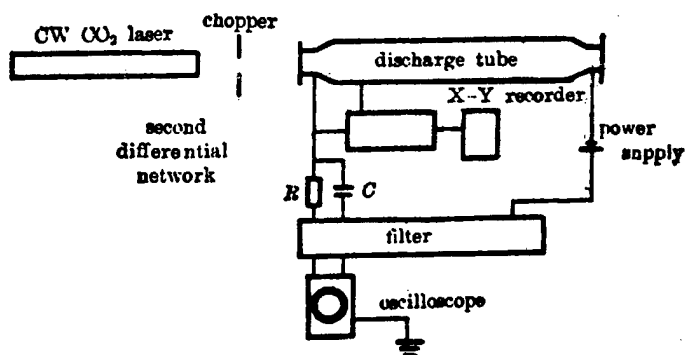 chopper
CW CO₂ laser
discharge tube
X-Y recorder
second
differential
network
power
supply
R
C
filter
oscilloscope